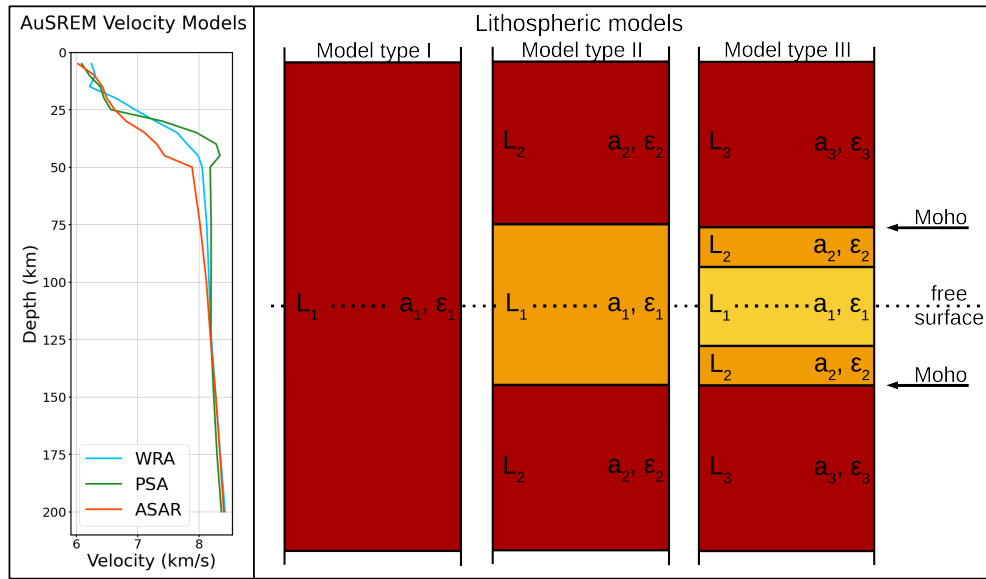 AuSREM Velocity Models
0
25
50
75
100
125
150
175
200
Depth (km)
WRA
PSA
ASAR
6 7 8
Velocity (km/s)
Lithospheric models
Model type I
L₁ a₁, ε₁
Model type II
L₂ a₂, ε₂
L₁ a₁, ε₁
L₂ a₂, ε₂
Model type III
L₃ a₃, ε₃
L₂ a₂, ε₂
L₁ a₁, ε₁
L₂ a₂, ε₂
L₃ a₃, ε₃
Moho
free
surface
Moho